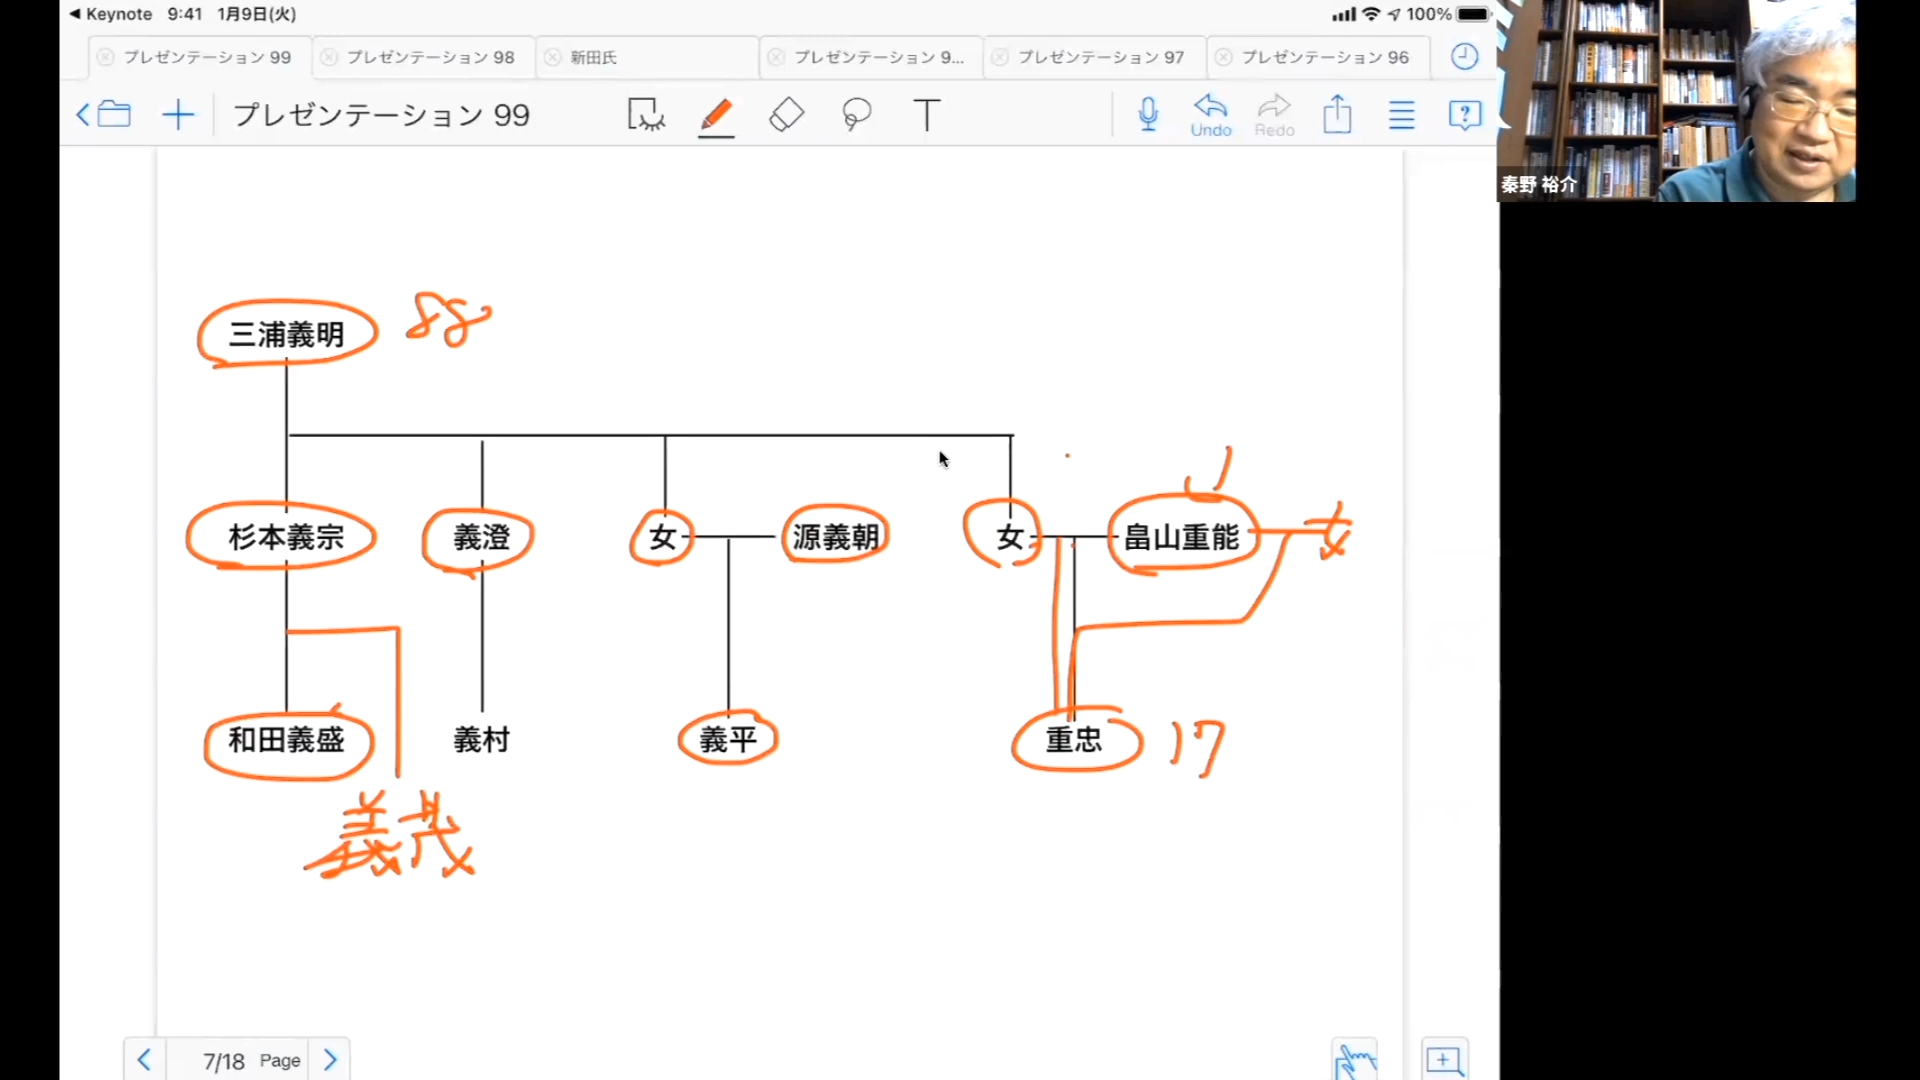 Keynote 9:41 1月9日(火) 100%
プレゼンテーション 99 プレゼンテーション 98 新田氏 プレゼンテーション 9... プレゼンテーション 97 プレゼンテーション 96
プレゼンテーション 99 T Undo Redo
秦野 裕介
三浦義明 88
杉本義宗 義澄 女 源義朝 女 畠山重能 女
和田義盛 義村 義平 重忠 17
義茂
7/18 Page